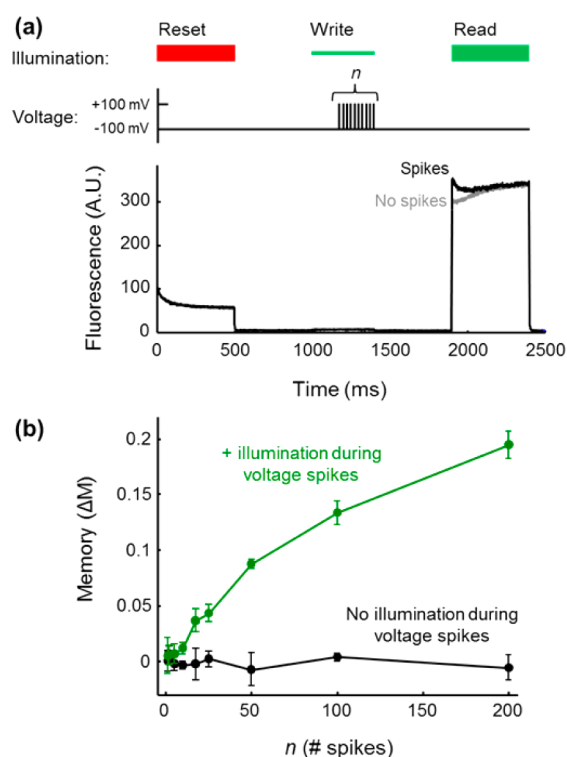 (a)
Reset Write Read
Illumination:
n
Voltage: +100 mV
-100 mV
Spikes
No spikes
Fluorescence (A.U.)
300
200
100
0
0 500 1000 1500 2000 2500
Time (ms)
(b)
+ illumination during
voltage spikes
No illumination during
voltage spikes
Memory (ΔM)
0.2
0.15
0.1
0.05
0
0 50 100 150 200
n (# spikes)